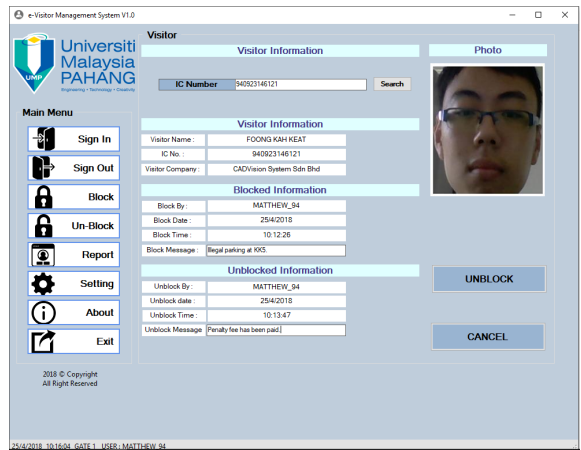 e-Visitor Management System V1.0
UMP
Universiti
Malaysia
PAHANG
Engineering • Technology • Creativity
Main Menu
Sign In
Sign Out
Block
Un-Block
Report
Setting
About
Exit
2018 © Copyright
All Right Reserved
Visitor
Visitor Information
IC Number 940923146121 Search
Visitor Information
Visitor Name : FOONG KAH KEAT
IC No. : 940923146121
Visitor Company : CADVision System Sdn Bhd
Blocked Information
Block By : MATTHEW_94
Block Date : 25/4/2018
Block Time : 10:12:26
Block Message : Illegal parking at KK5.
Unblocked Information
Unblock By : MATTHEW_94
Unblock date : 25/4/2018
Unblock Time : 10:13:47
Unblock Message Penalty fee has been paid.
Photo
UNBLOCK
CANCEL
25/4/2018 10:16:04 GATE 1 USER : MATTHEW_94